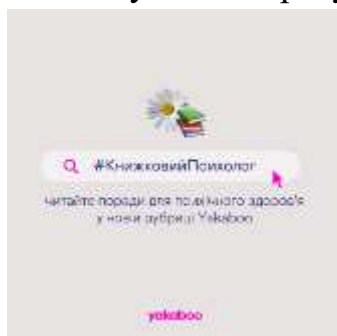 #КнижковийПсихолог
читайте поради для психічного здоров'я
у новій рубриці Yakaboo
yakaboo